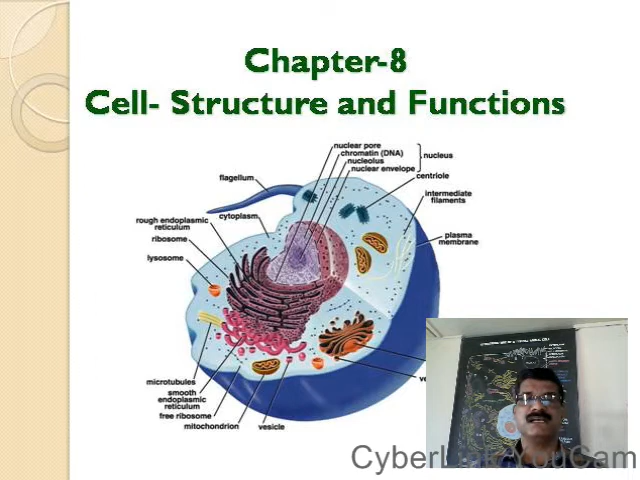 Chapter-8
Cell- Structure and Functions
nuclear pore
chromatin (DNA)
nucleolus
nuclear envelope
nucleus
centriole
flagellum
intermediate
filaments
rough endoplasmic
reticulum
cytoplasm
ribosome
plasma
membrane
lysosome
microtubules
smooth
endoplasmic
reticulum
free ribosome
mitochondrion
vesicle